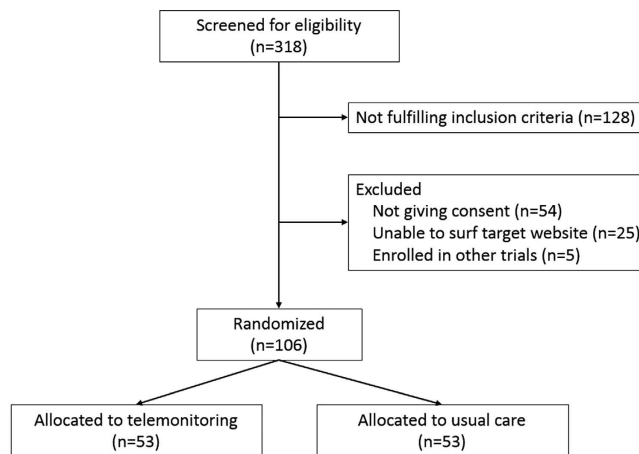 Screened for eligibility
(n=318)
Not fulfilling inclusion criteria (n=128)
Excluded
Not giving consent (n=54)
Unable to surf target website (n=25)
Enrolled in other trials (n=5)
Randomized
(n=106)
Allocated to telemonitoring
(n=53)
Allocated to usual care
(n=53)